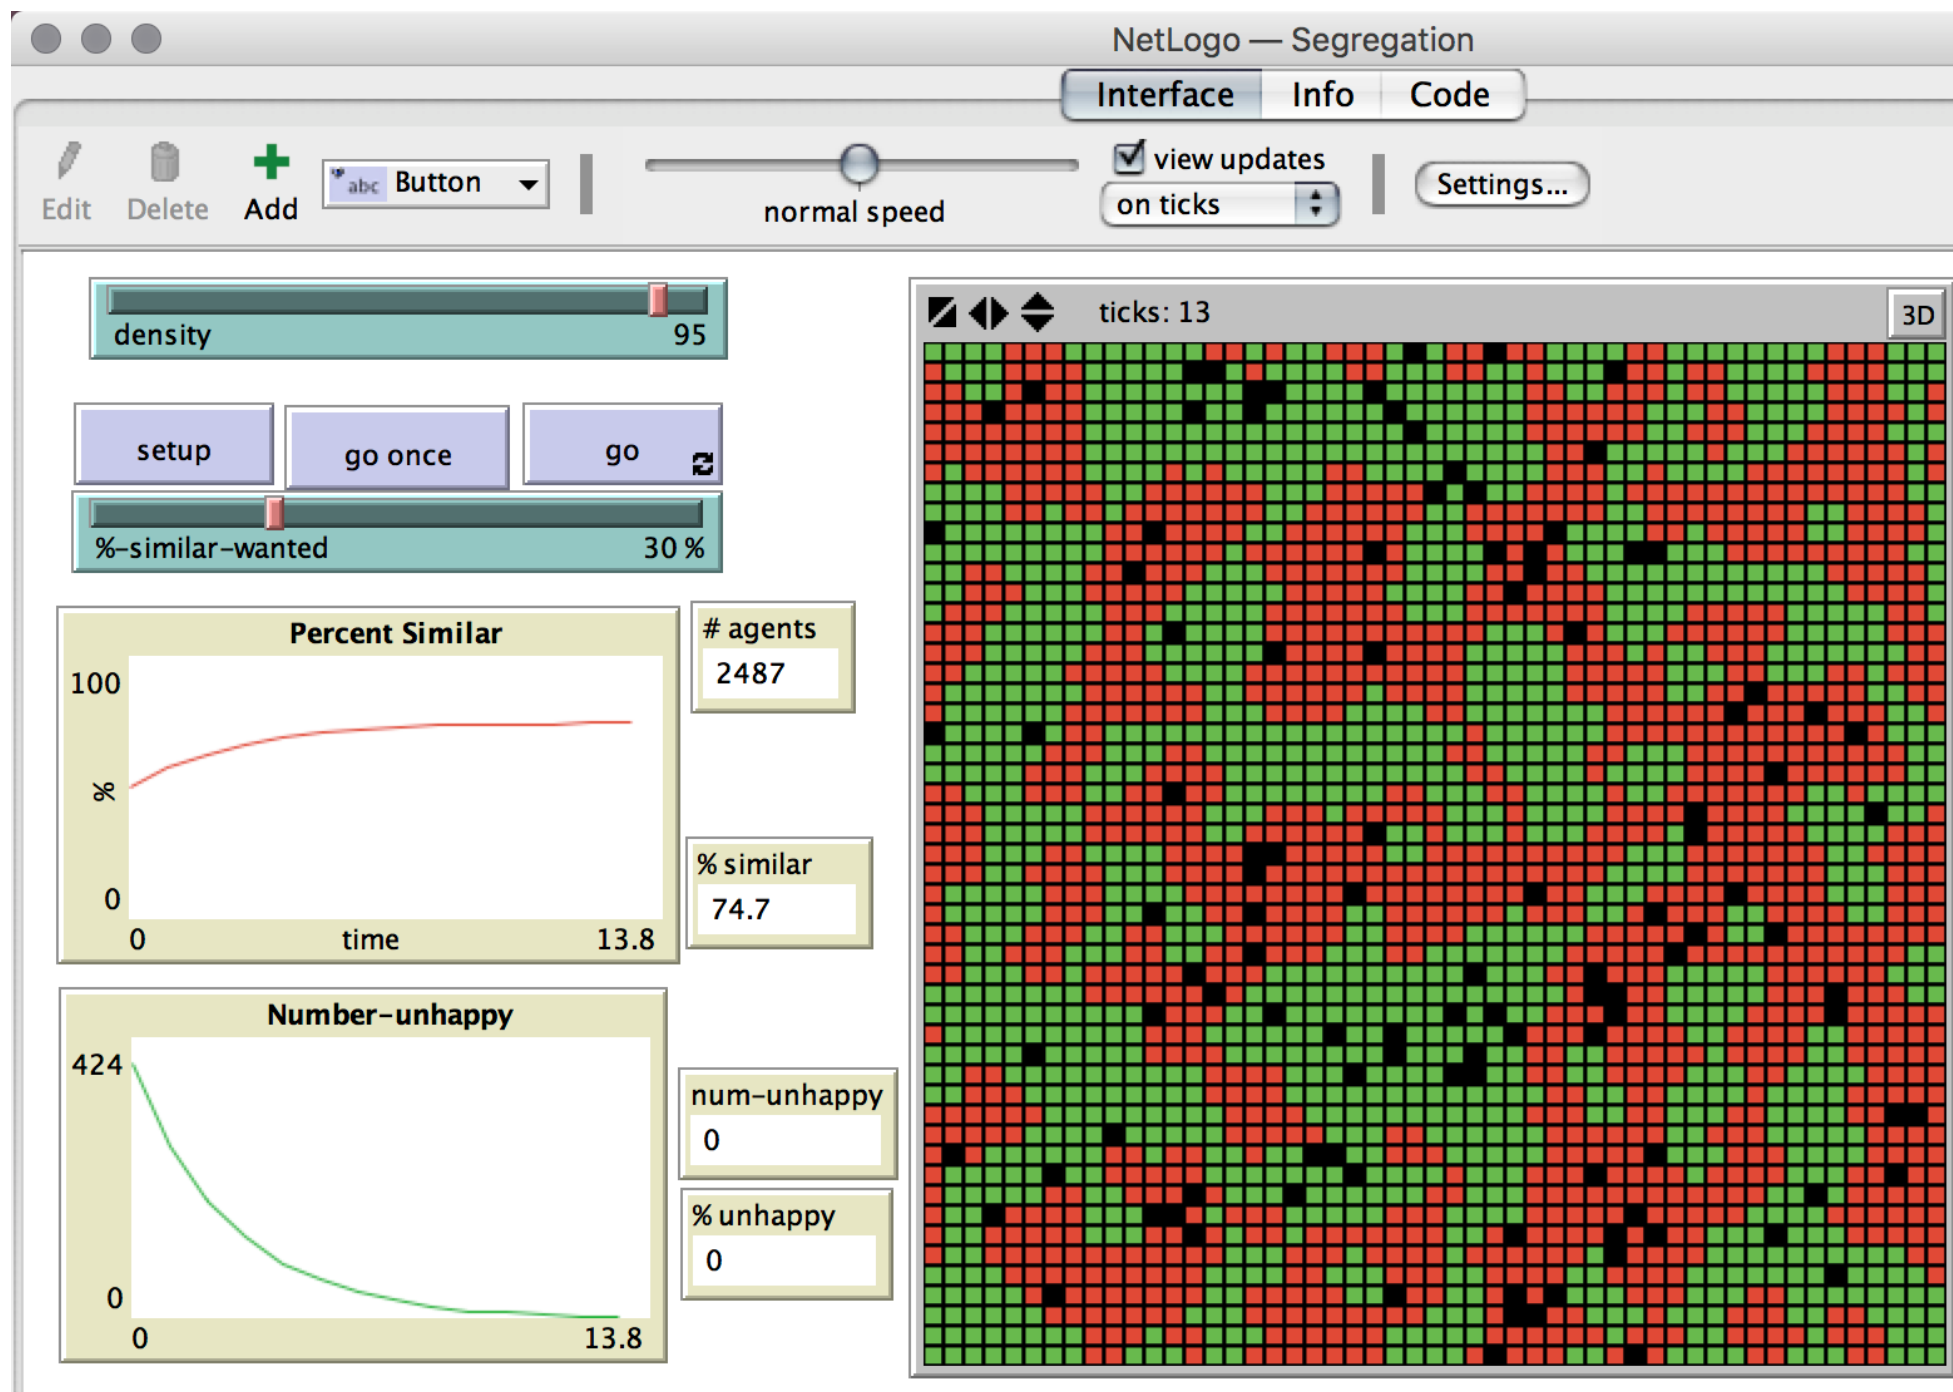 NetLogo — Segregation
Interface Info Code
Edit Delete Add abc Button normal speed view updates on ticks Settings...
density 95
ticks: 13 3D
setup go once go
%-similar-wanted 30 %
Percent Similar
100
%
0
0 time 13.8
# agents
2487
% similar
74.7
Number-unhappy
424
0
0 13.8
num-unhappy
0
% unhappy
0